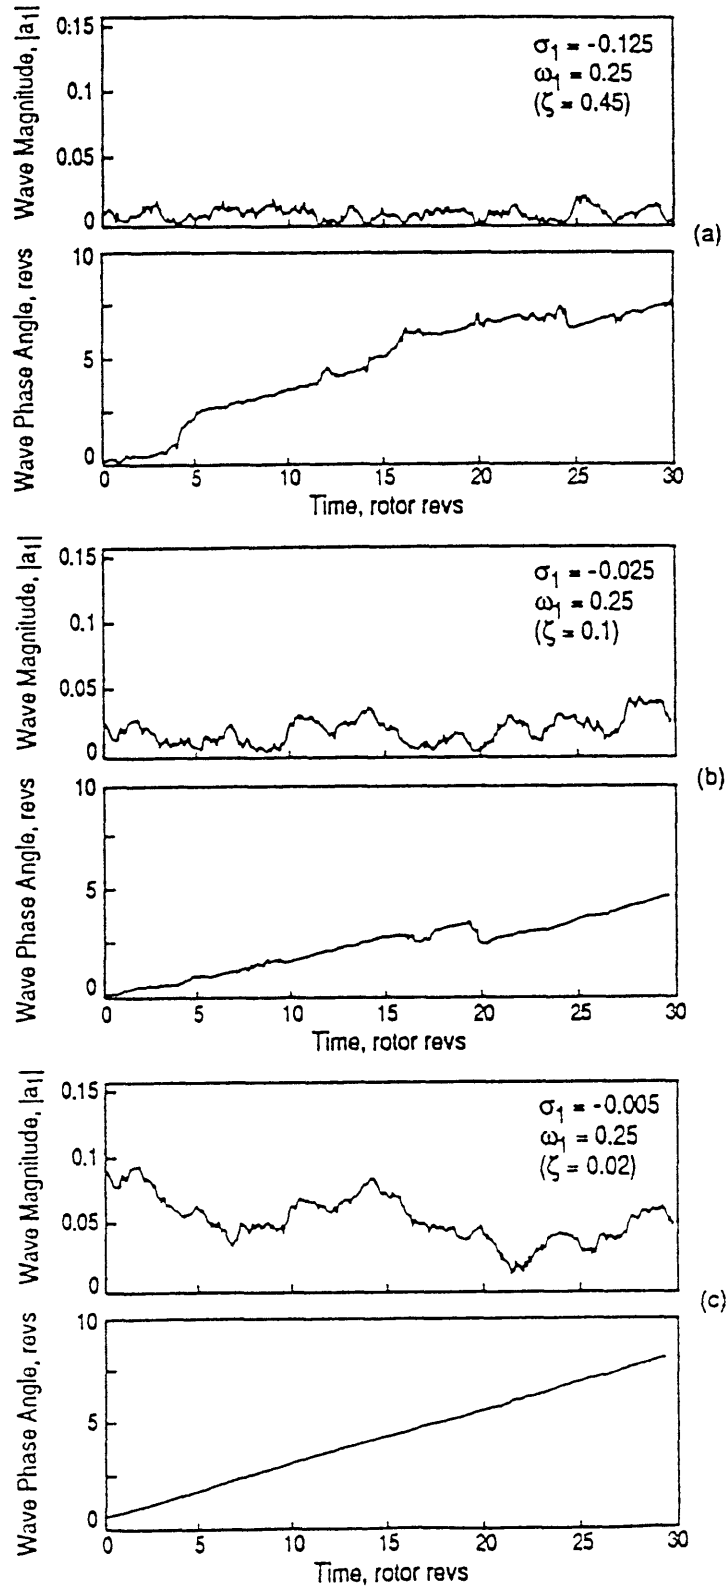 Wave Magnitude, |a1|
0.15
0.1
0.05
0
σ1 = -0.125
ω1 = 0.25
(ζ = 0.45)
(a)
Wave Phase Angle, revs
10
5
0
0 5 10 15 20 25 30
Time, rotor revs
Wave Magnitude, |a1|
0.15
0.1
0.05
0
σ1 = -0.025
ω1 = 0.25
(ζ = 0.1)
(b)
Wave Phase Angle, revs
10
5
0
0 5 10 15 20 25 30
Time, rotor revs
Wave Magnitude, |a1|
0.15
0.1
0.05
0
σ1 = -0.005
ω1 = 0.25
(ζ = 0.02)
(c)
Wave Phase Angle, revs
10
5
0
0 5 10 15 20 25 30
Time, rotor revs